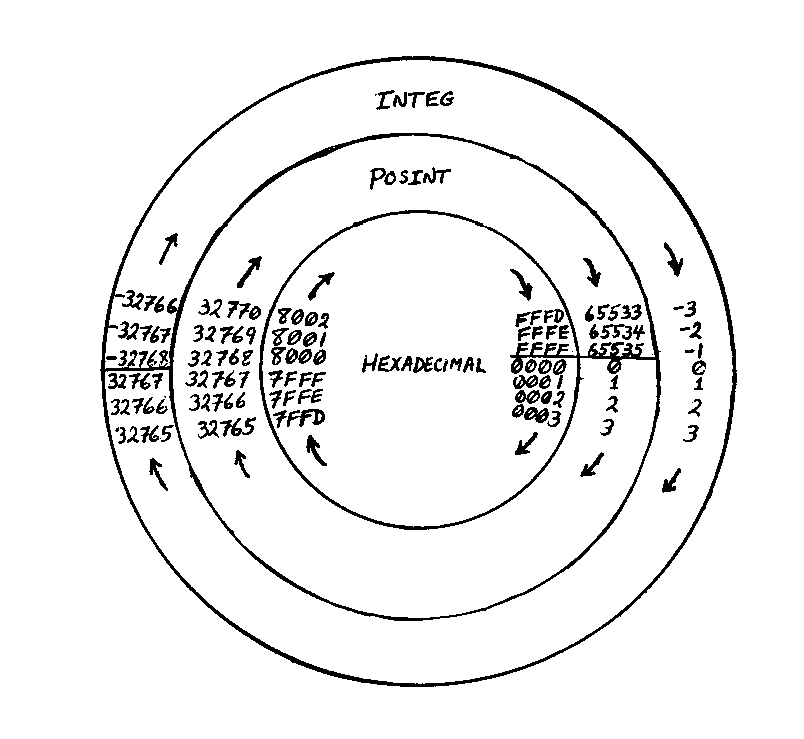 INTEG
POSINT
-32766 32770 8002 FFFD 65533 -3
-32767 32769 8001 FFFE 65534 -2
-32768 32768 8000 HEXADECIMAL FFFF 65535 -1
32767 32767 7FFF 0000 0 0
32766 32766 7FFE 0001 1 1
32765 32765 7FFD 0002 2 2
0003 3 3